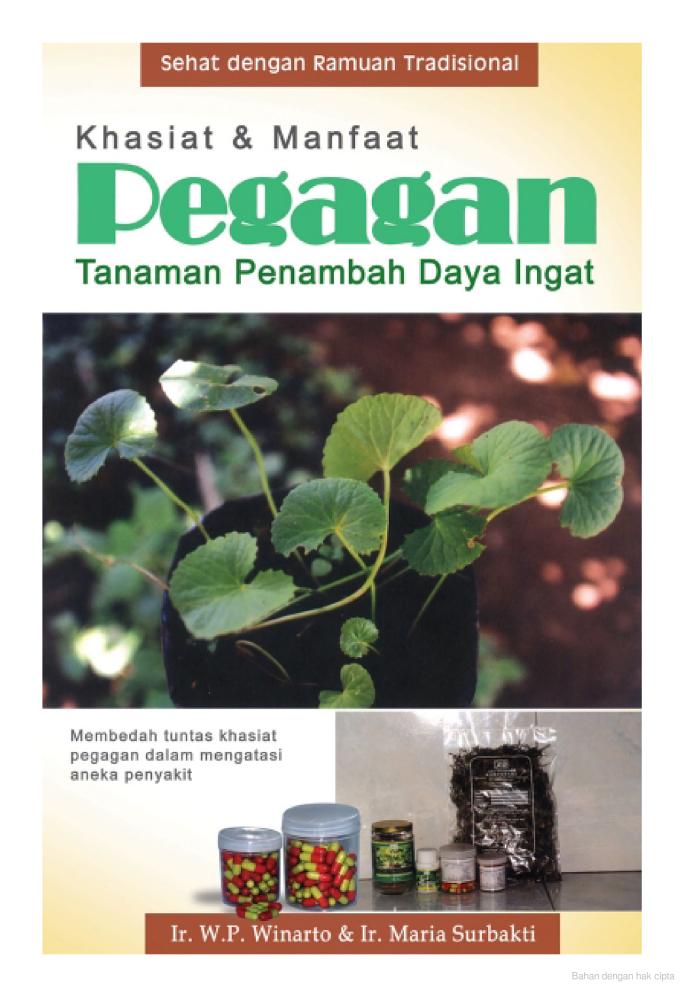 Sehat dengan Ramuan Tradisional
Khasiat & Manfaat
Pegagan
Tanaman Penambah Daya Ingat
Membedah tuntas khasiat
pegagan dalam mengatasi
aneka penyakit
Ir. W.P. Winarto & Ir. Maria Surbakti
Bahan dengan hak cipta